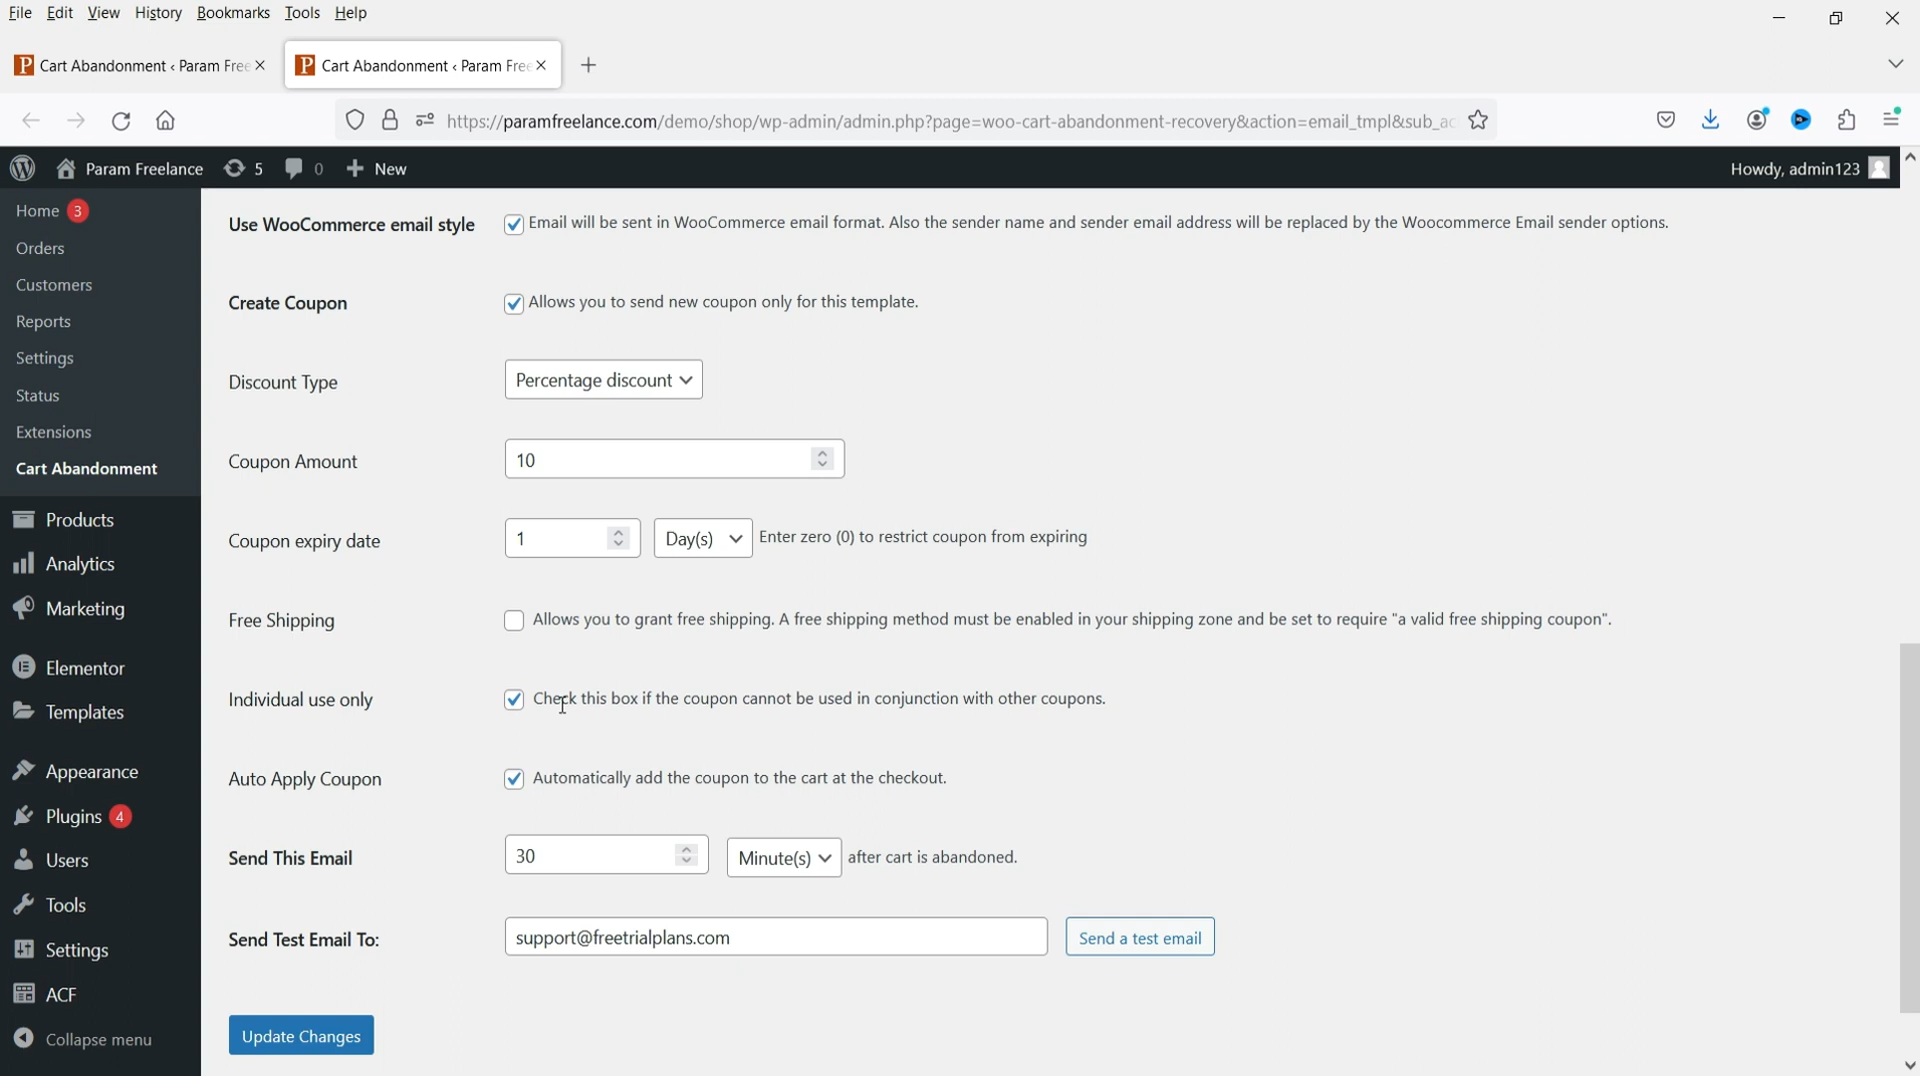 File Edit View History Bookmarks Tools Help
Cart Abandonment ‹ Param Free
Cart Abandonment ‹ Param Free
https://paramfreelance.com/demo/shop/wp-admin/admin.php?page=woo-cart-abandonment-recovery&action=email_tmpl&sub_ac
Param Freelance 5 0 New
Howdy, admin123
Home 3
Orders
Customers
Reports
Settings
Status
Extensions
Cart Abandonment
Products
Analytics
Marketing
Elementor
Templates
Appearance
Plugins 4
Users
Tools
Settings
ACF
Collapse menu
Use WooCommerce email style Email will be sent in WooCommerce email format. Also the sender name and sender email address will be replaced by the Woocommerce Email sender options.
Create Coupon Allows you to send new coupon only for this template.
Discount Type Percentage discount
Coupon Amount 10
Coupon expiry date 1 Day(s) Enter zero (0) to restrict coupon from expiring
Free Shipping Allows you to grant free shipping. A free shipping method must be enabled in your shipping zone and be set to require "a valid free shipping coupon".
Individual use only Check this box if the coupon cannot be used in conjunction with other coupons.
Auto Apply Coupon Automatically add the coupon to the cart at the checkout.
Send This Email 30 Minute(s) after cart is abandoned.
Send Test Email To: support@freetrialplans.com Send a test email
Update Changes